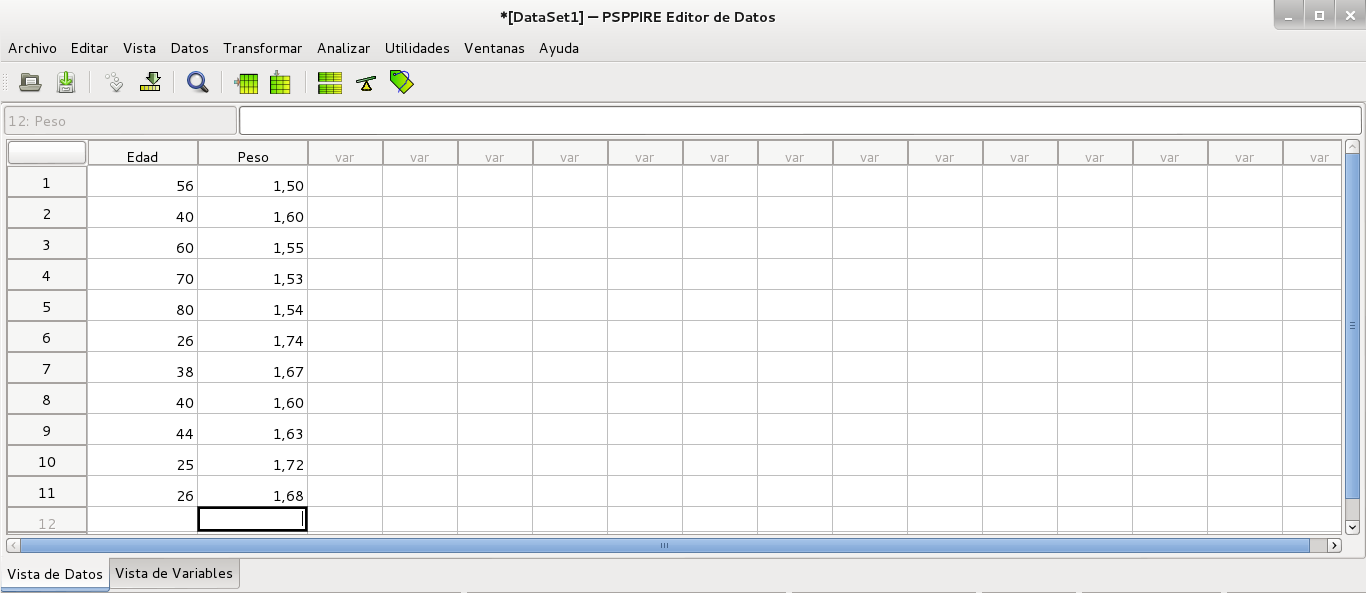 *[DataSet1] — PSPPIRE Editor de Datos
Archivo Editar Vista Datos Transformar Analizar Utilidades Ventanas Ayuda
12: Peso
Edad Peso var var var var var var var var var var var var var var
1 56 1,50
2 40 1,60
3 60 1,55
4 70 1,53
5 80 1,54
6 26 1,74
7 38 1,67
8 40 1,60
9 44 1,63
10 25 1,72
11 26 1,68
12
Vista de Datos Vista de Variables